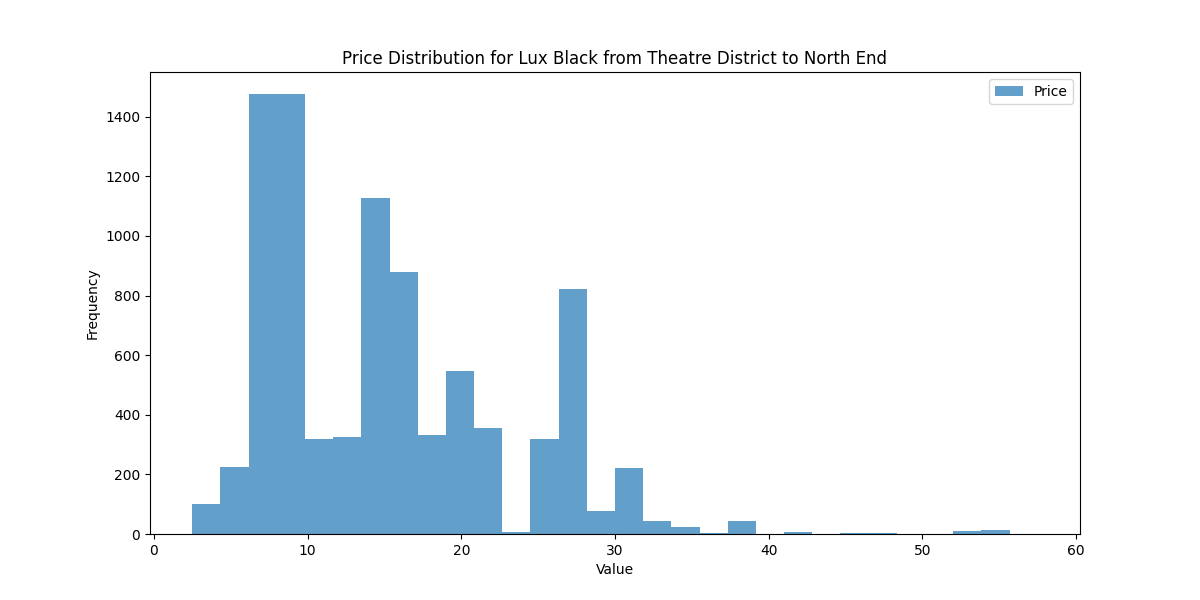 Price Distribution for Lux Black from Theatre District to North End
Price
1400
1200
1000
800
600
400
200
0
Frequency
0 10 20 30 40 50 60
Value